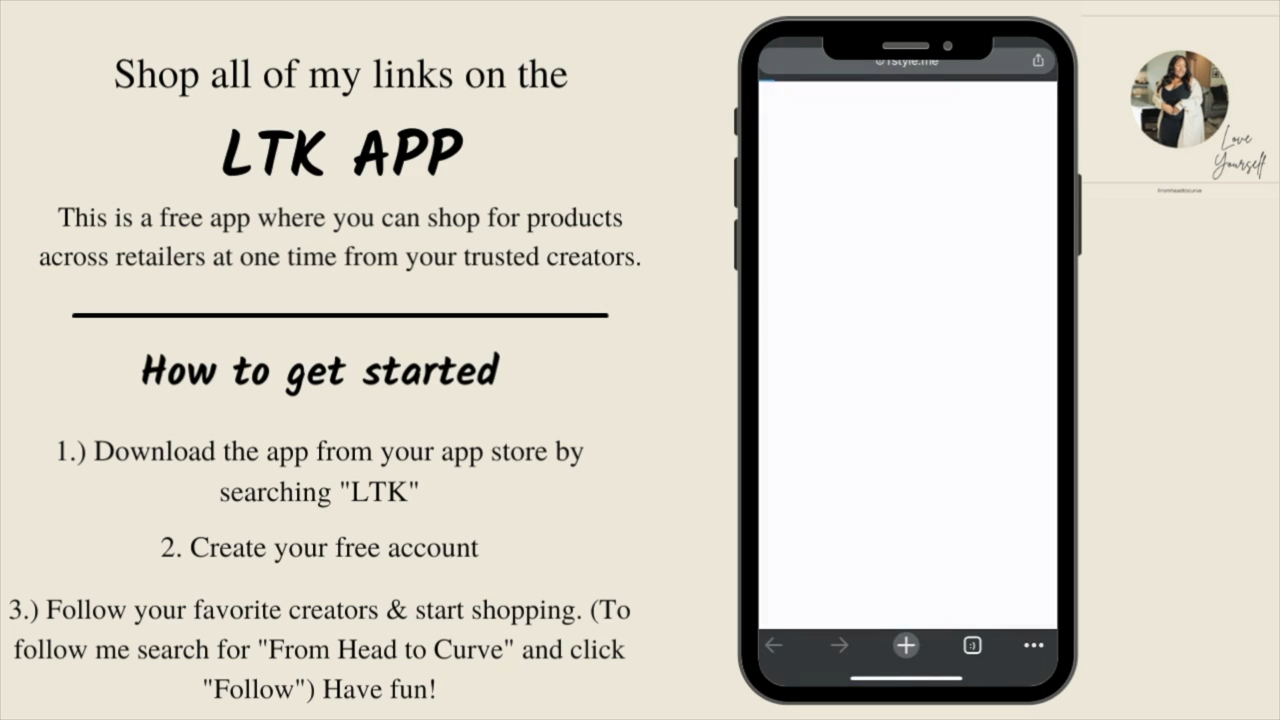 Shop all of my links on the
LTK APP
This is a free app where you can shop for products
across retailers at one time from your trusted creators.
How to get started
1.) Download the app from your app store by
searching "LTK"
2. Create your free account
3.) Follow your favorite creators & start shopping. (To
follow me search for "From Head to Curve" and click
"Follow") Have fun!
rstyle.me
:)
Love
Yourself